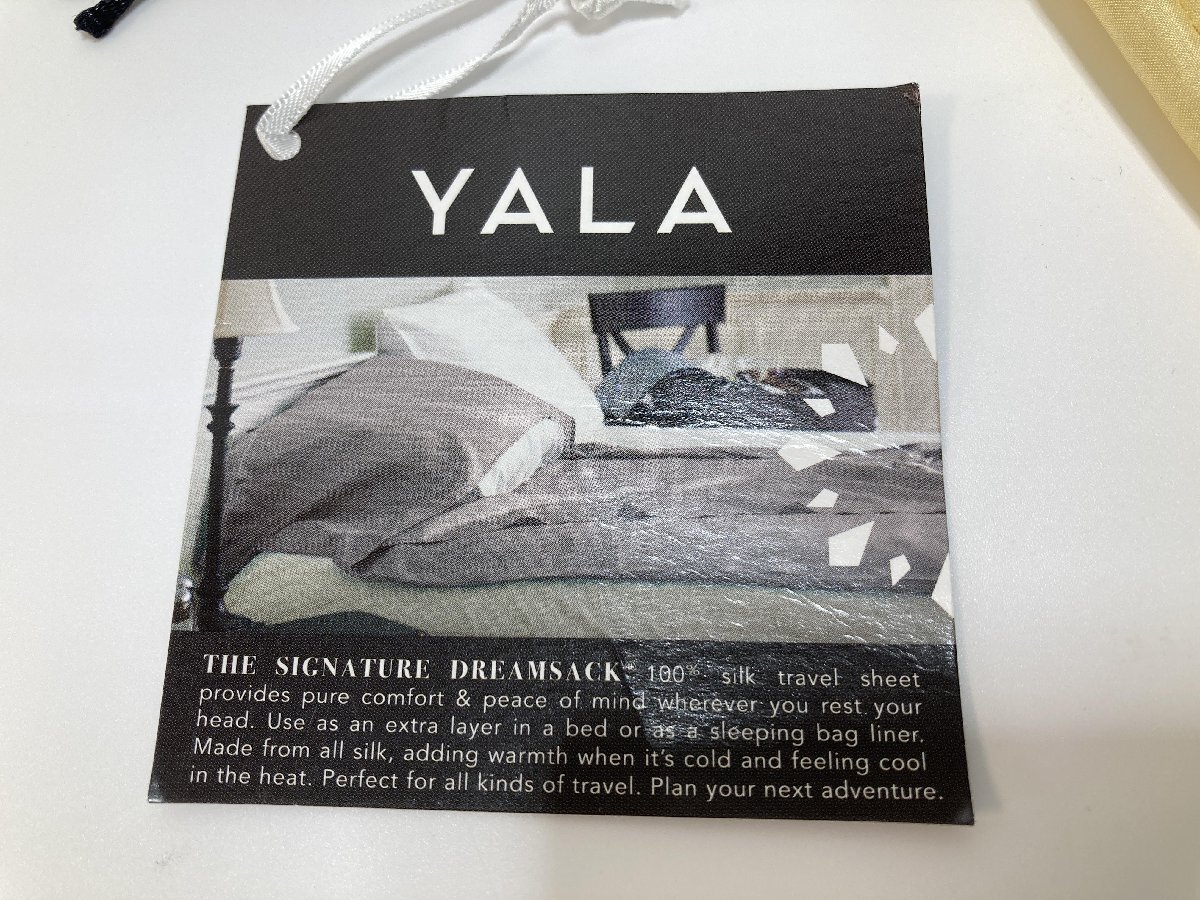 YALA
THE SIGNATURE DREAMSACK™ 100% silk travel sheet
provides pure comfort & peace of mind wherever you rest your
head. Use as an extra layer in a bed or as a sleeping bag liner.
Made from all silk, adding warmth when it's cold and feeling cool
in the heat. Perfect for all kinds of travel. Plan your next adventure.